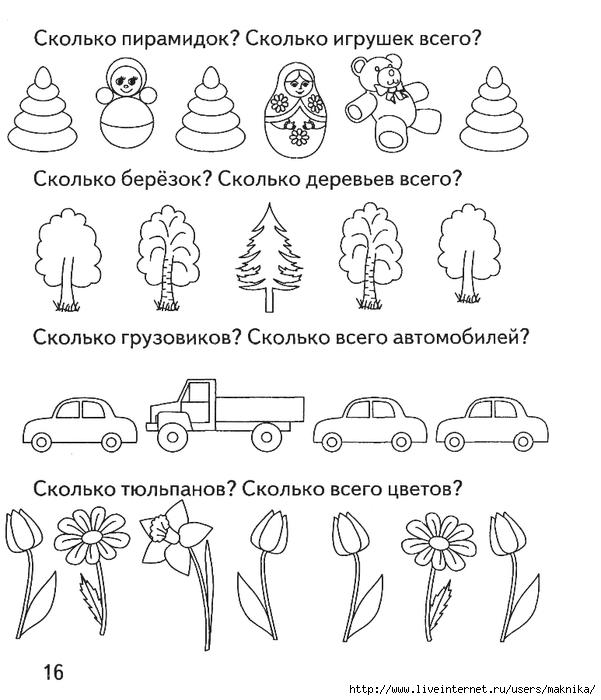 Сколько пирамидок? Сколько игрушек всего?
Сколько берёзок? Сколько деревьев всего?
Сколько грузовиков? Сколько всего автомобилей?
Сколько тюльпанов? Сколько всего цветов?
16
http://www.liveinternet.ru/users/maknika/